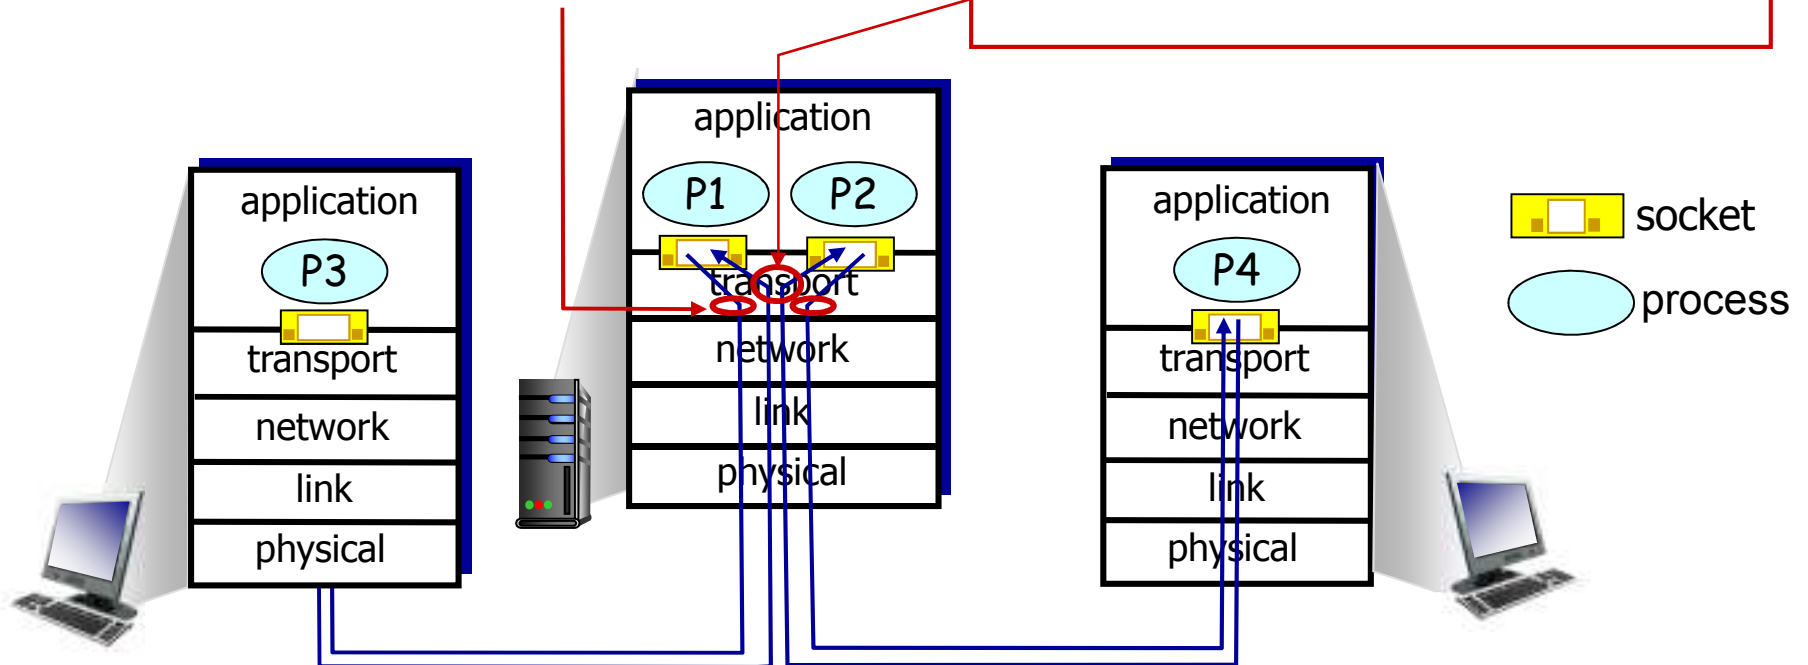 application
P1
P2
transport
network
link
physical
application
P3
transport
network
link
physical
application
P4
transport
network
link
physical
socket
process